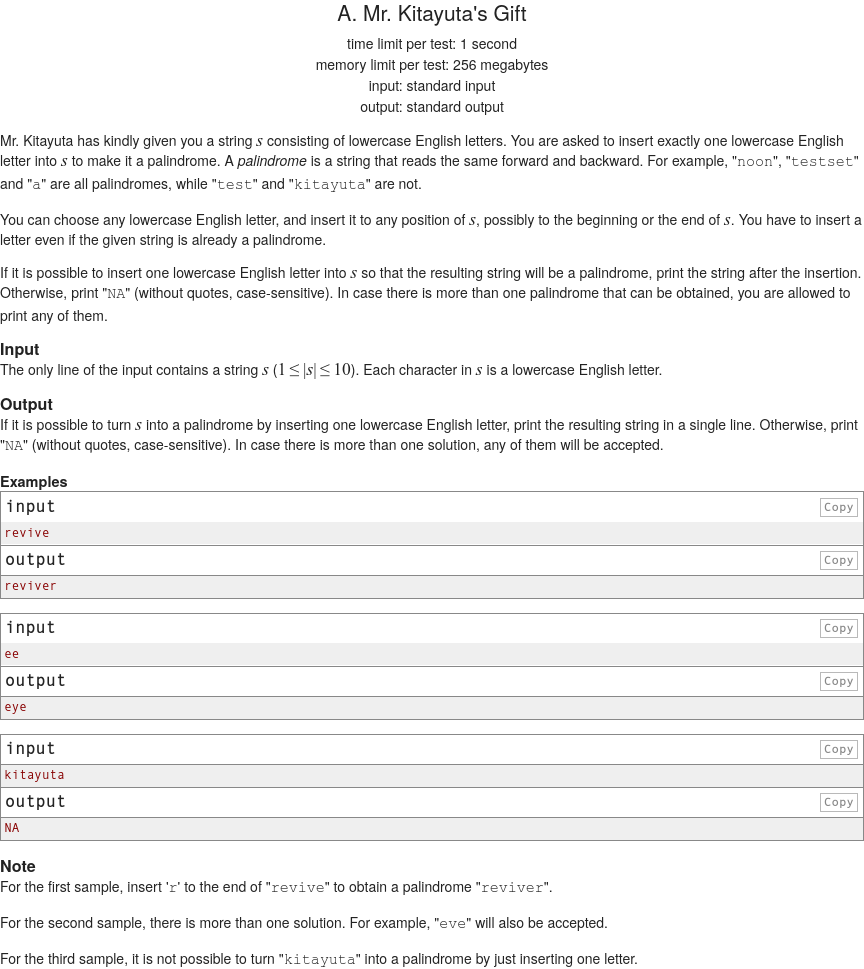 A. Mr. Kitayuta's Gift
time limit per test: 1 second
memory limit per test: 256 megabytes
input: standard input
output: standard output
Mr. Kitayuta has kindly given you a string s consisting of lowercase English letters. You are asked to insert exactly one lowercase English
letter into s to make it a palindrome. A palindrome is a string that reads the same forward and backward. For example, "noon", "testset"
and "a" are all palindromes, while "test" and "kitayuta" are not.
You can choose any lowercase English letter, and insert it to any position of s, possibly to the beginning or the end of s. You have to insert a
letter even if the given string is already a palindrome.
If it is possible to insert one lowercase English letter into s so that the resulting string will be a palindrome, print the string after the insertion.
Otherwise, print "NA" (without quotes, case-sensitive). In case there is more than one palindrome that can be obtained, you are allowed to
print any of them.
Input
The only line of the input contains a string s (1 ≤ |s| ≤ 10). Each character in s is a lowercase English letter.
Output
If it is possible to turn s into a palindrome by inserting one lowercase English letter, print the resulting string in a single line. Otherwise, print
"NA" (without quotes, case-sensitive). In case there is more than one solution, any of them will be accepted.
Examples
input Copy
revive
output Copy
reviver
input Copy
ee
output Copy
eye
input Copy
kitayuta
output Copy
NA
Note
For the first sample, insert 'r' to the end of "revive" to obtain a palindrome "reviver".
For the second sample, there is more than one solution. For example, "eve" will also be accepted.
For the third sample, it is not possible to turn "kitayuta" into a palindrome by just inserting one letter.